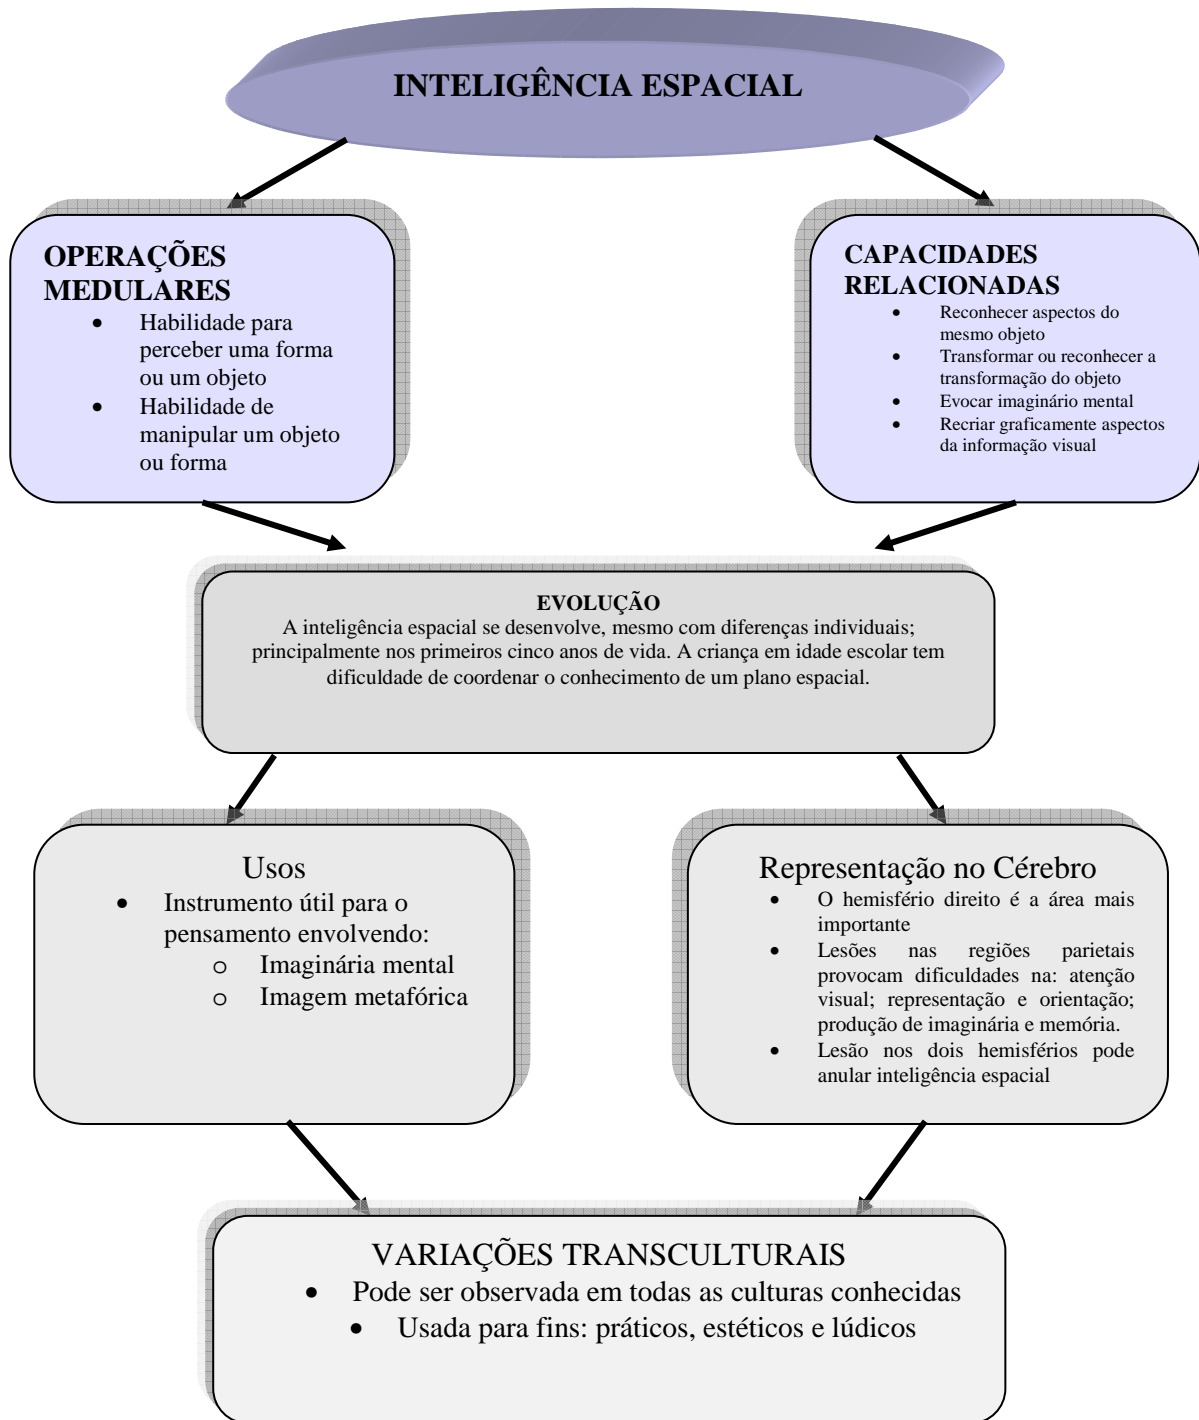 INTELIGÊNCIA ESPACIAL
OPERAÇÕES
MEDULARES
• Habilidade para
perceber uma forma
ou um objeto
• Habilidade de
manipular um objeto
ou forma
CAPACIDADES
RELACIONADAS
• Reconhecer aspectos do
mesmo objeto
• Transformar ou reconhecer a
transformação do objeto
• Evocar imaginário mental
• Recriar graficamente aspectos
da informação visual
EVOLUÇÃO
A inteligência espacial se desenvolve, mesmo com diferenças individuais;
principalmente nos primeiros cinco anos de vida. A criança em idade escolar tem
dificuldade de coordenar o conhecimento de um plano espacial.
Usos
• Instrumento útil para o
pensamento envolvendo:
o Imaginária mental
o Imagem metafórica
Representação no Cérebro
• O hemisfério direito é a área mais
importante
• Lesões nas regiões parietais
provocam dificuldades na: atenção
visual; representação e orientação;
produção de imaginária e memória.
• Lesão nos dois hemisférios pode
anular inteligência espacial
VARIAÇÕES TRANSCULTURAIS
• Pode ser observada em todas as culturas conhecidas
• Usada para fins: práticos, estéticos e lúdicos